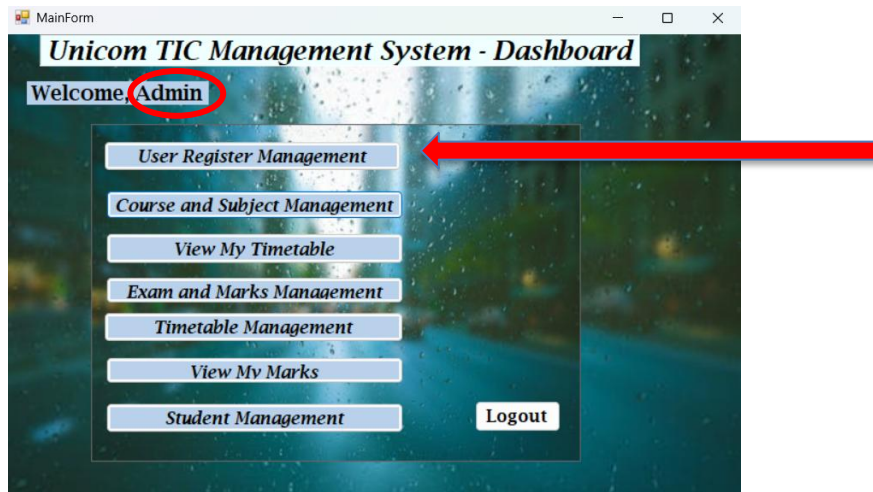 MainForm
Unicom TIC Management System - Dashboard
Welcome, Admin
User Register Management
Course and Subject Management
View My Timetable
Exam and Marks Management
Timetable Management
View My Marks
Student Management
Logout